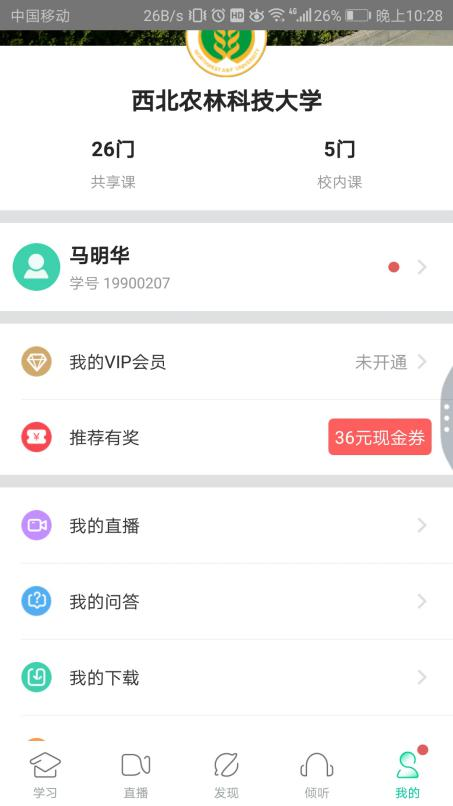 中国移动 26B/s HD 4G 26% 晚上10:28
NORTHWEST A&F UNIVERSITY
西北农林科技大学
26门 5门
共享课 校内课
马明华
学号 19900207
我的VIP会员 未开通
¥ 推荐有奖 36元现金券
我的直播
? 我的问答
我的下载
学习 直播 发现 倾听 我的